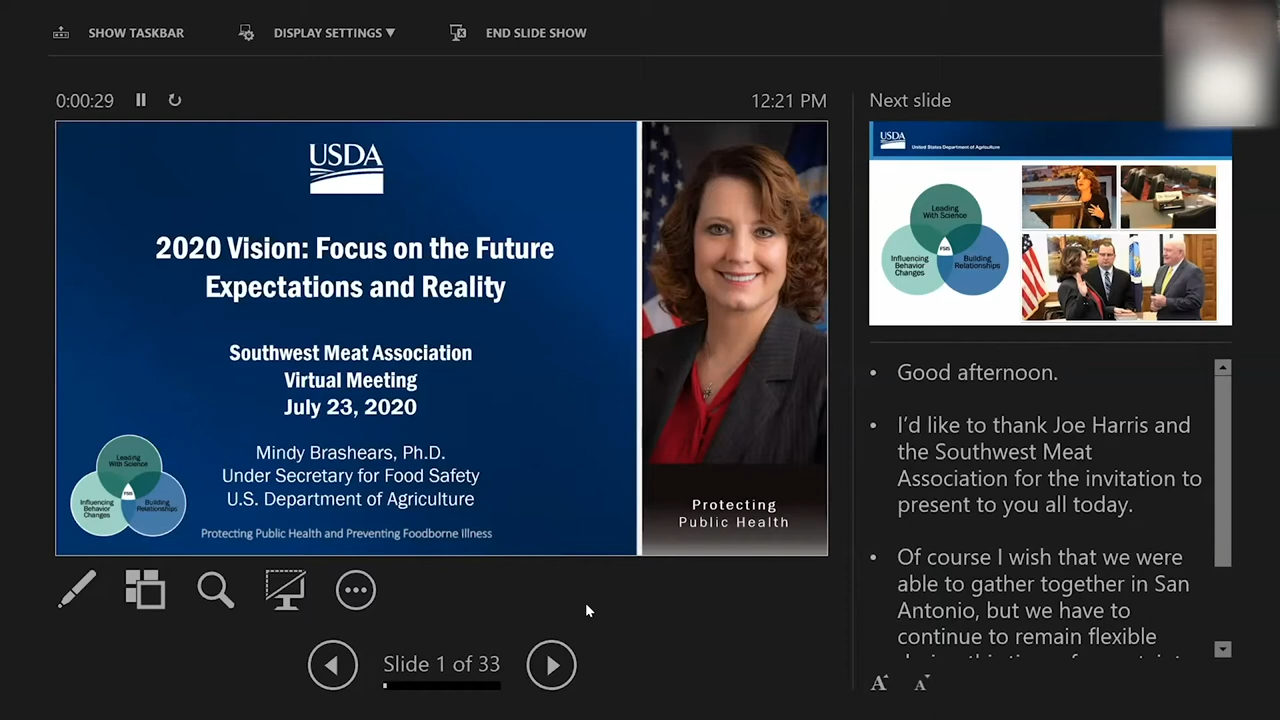 SHOW TASKBAR
DISPLAY SETTINGS ▼
END SLIDE SHOW
0:00:29
12:21 PM
USDA
2020 Vision: Focus on the Future
Expectations and Reality
Southwest Meat Association
Virtual Meeting
July 23, 2020
Mindy Brashears, Ph.D.
Under Secretary for Food Safety
U.S. Department of Agriculture
Protecting Public Health and Preventing Foodborne Illness
Leading
With Science
FSIS
Influencing
Behavior
Changes
Building
Relationships
Protecting
Public Health
Slide 1 of 33
Next slide
USDA
United States Department of Agriculture
Leading
With Science
FSIS
Influencing
Behavior
Changes
Building
Relationships
• Good afternoon.
• I'd like to thank Joe Harris and
the Southwest Meat
Association for the invitation to
present to you all today.
• Of course I wish that we were
able to gather together in San
Antonio, but we have to
continue to remain flexible
A A